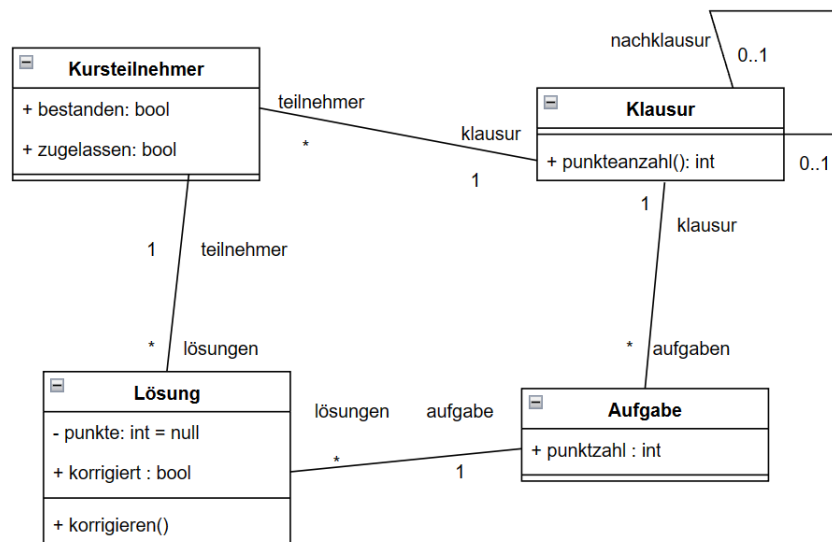 nachklausur
0..1
Kursteilnehmer
+ bestanden: bool
+ zugelassen: bool
teilnehmer
*
klausur
1
Klausur
+ punkteanzahl(): int
0..1
1
klausur
1 teilnehmer
* lösungen
* aufgaben
Lösung
- punkte: int = null
+ korrigiert : bool
+ korrigieren()
lösungen aufgabe
* 1
Aufgabe
+ punktzahl : int